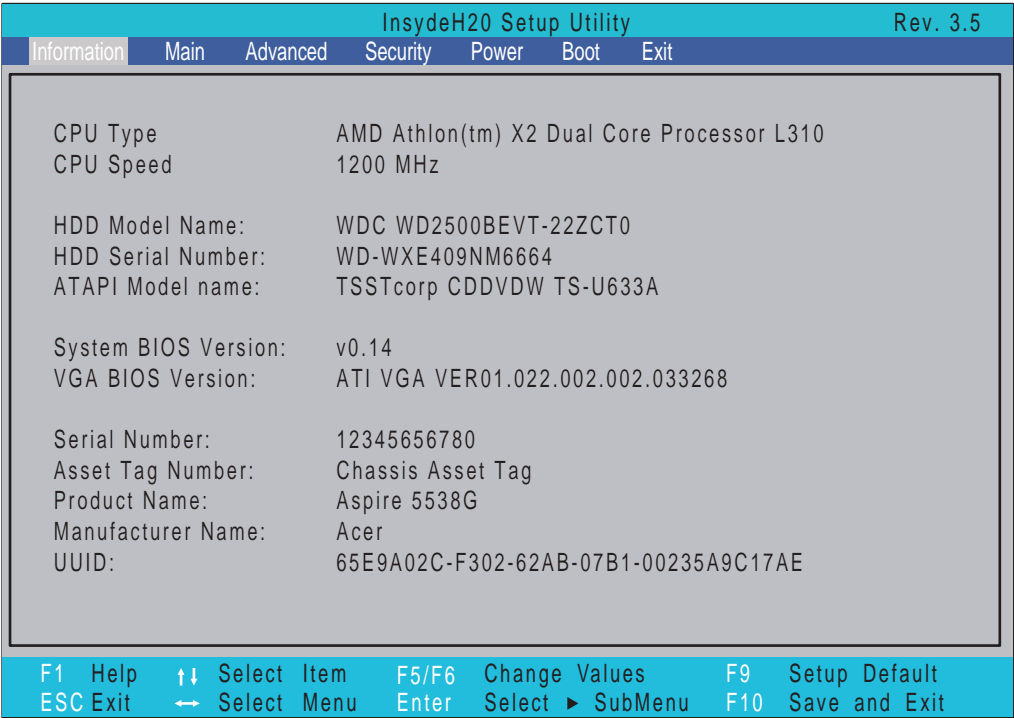 InsydeH20 Setup Utility Rev. 3.5
Information Main Advanced Security Power Boot Exit
CPU Type AMD Athlon(tm) X2 Dual Core Processor L310
CPU Speed 1200 MHz
HDD Model Name: WDC WD2500BEVT-22ZCT0
HDD Serial Number: WD-WXE409NM6664
ATAPI Model name: TSSTcorp CDDVDW TS-U633A
System BIOS Version: v0.14
VGA BIOS Version: ATI VGA VER01.022.002.002.033268
Serial Number: 12345656780
Asset Tag Number: Chassis Asset Tag
Product Name: Aspire 5538G
Manufacturer Name: Acer
UUID: 65E9A02C-F302-62AB-07B1-00235A9C17AE
F1 Help ↑↓ Select Item F5/F6 Change Values F9 Setup Default
ESC Exit ↔ Select Menu Enter Select ► SubMenu F10 Save and Exit